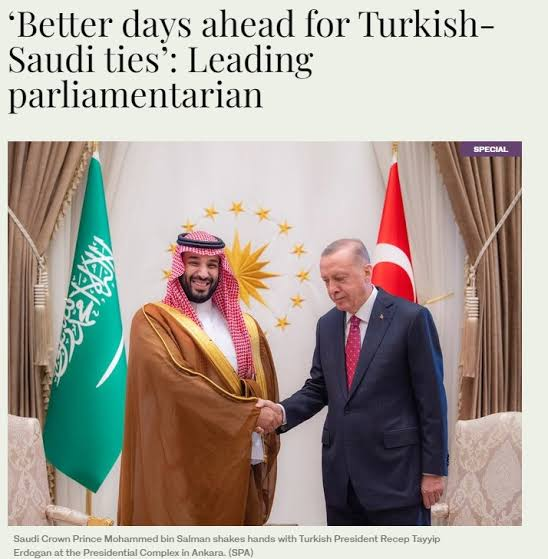 ‘Better days ahead for Turkish-
Saudi ties’: Leading
parliamentarian
SPECIAL
Saudi Crown Prince Mohammed bin Salman shakes hands with Turkish President Recep Tayyip
Erdogan at the Presidential Complex in Ankara. (SPA)